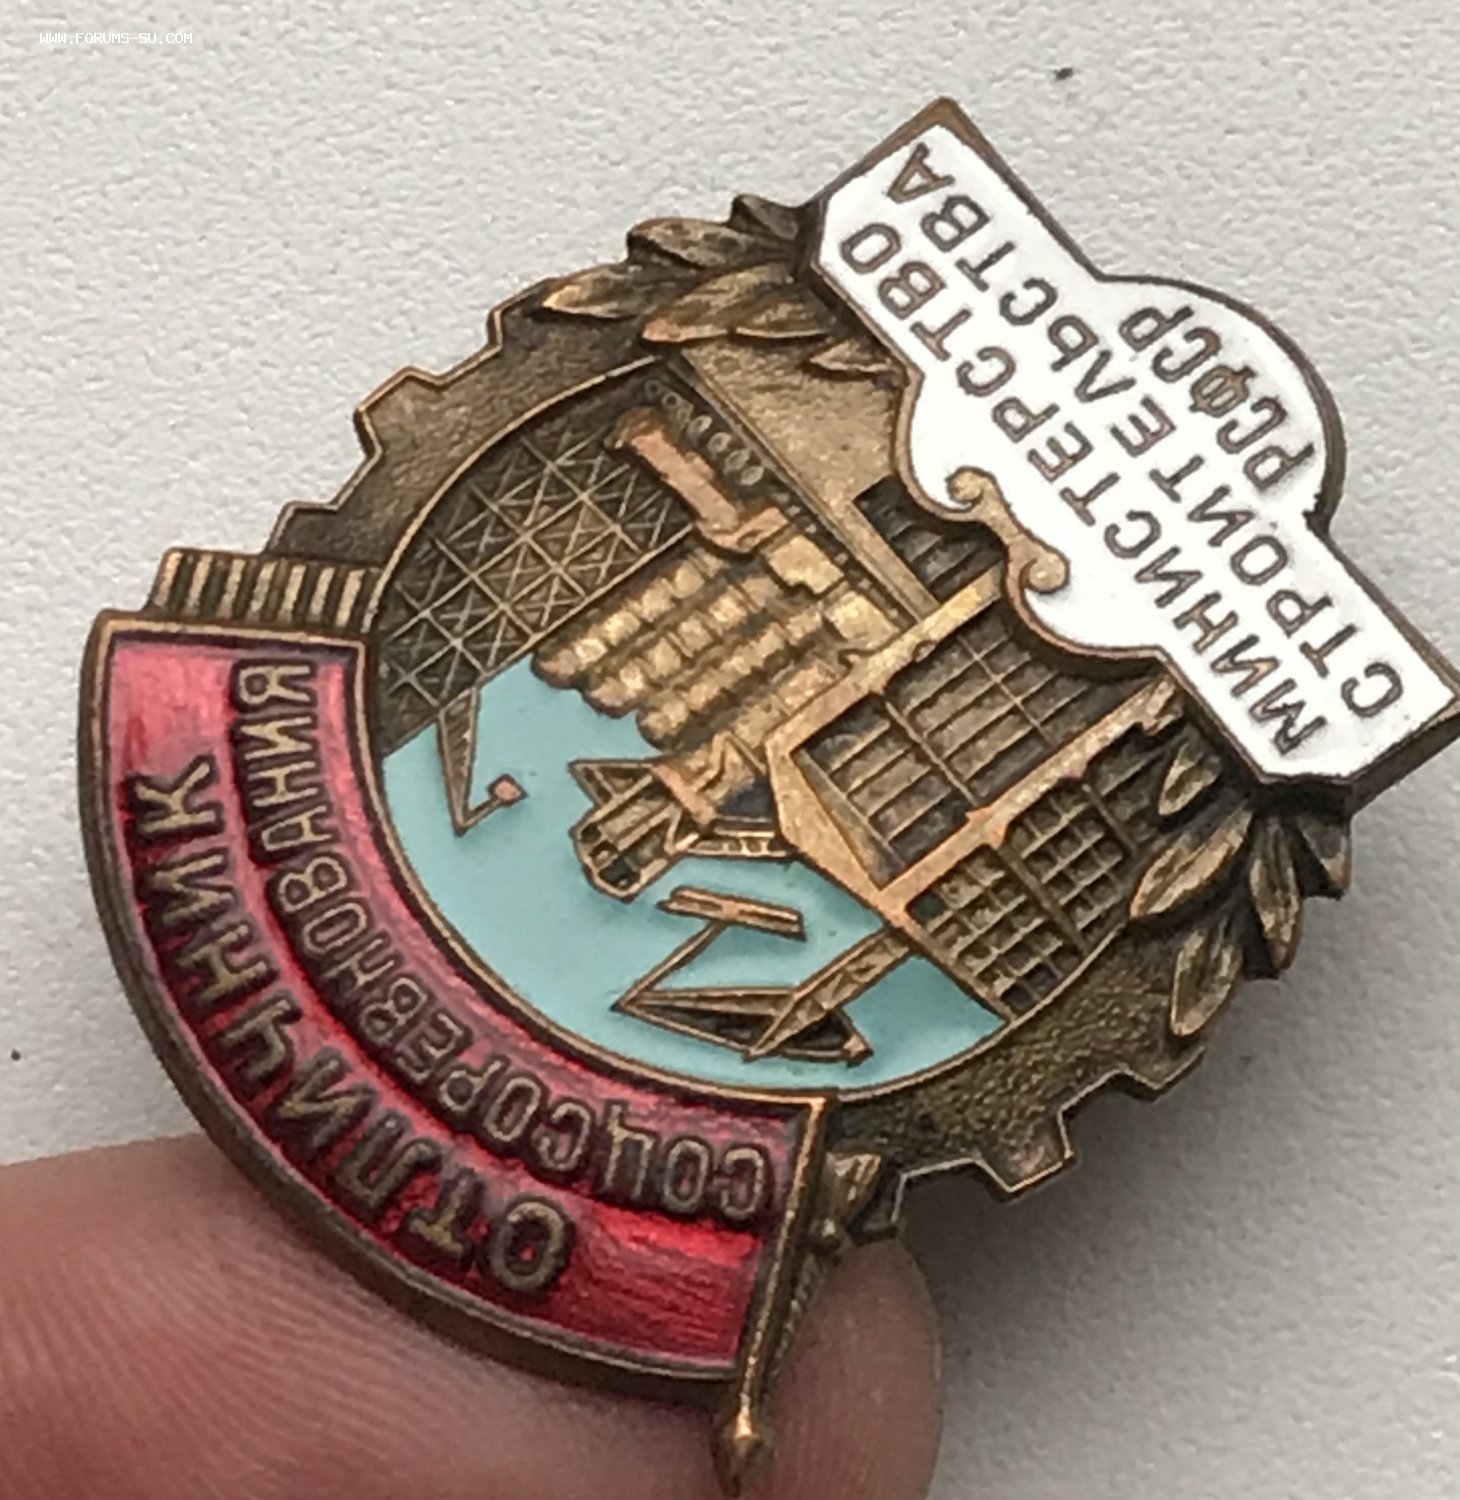 WWW.FORUMS-SU.COM
ОТЛИЧНИК
СОЦСОРЕВНОВАНИЯ
МИНИСТЕРСТВО
СТРОИТЕЛЬСТВА
РСФСР